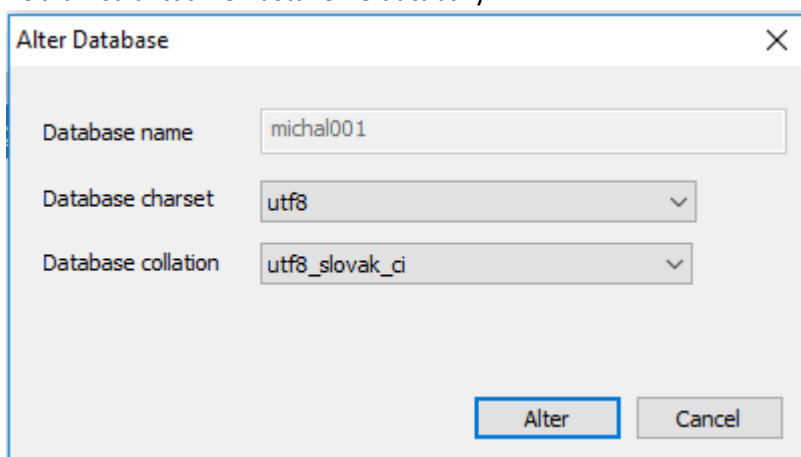 Alter Database
Database name michal001
Database charset utf8
Database collation utf8_slovak_ci
Alter Cancel